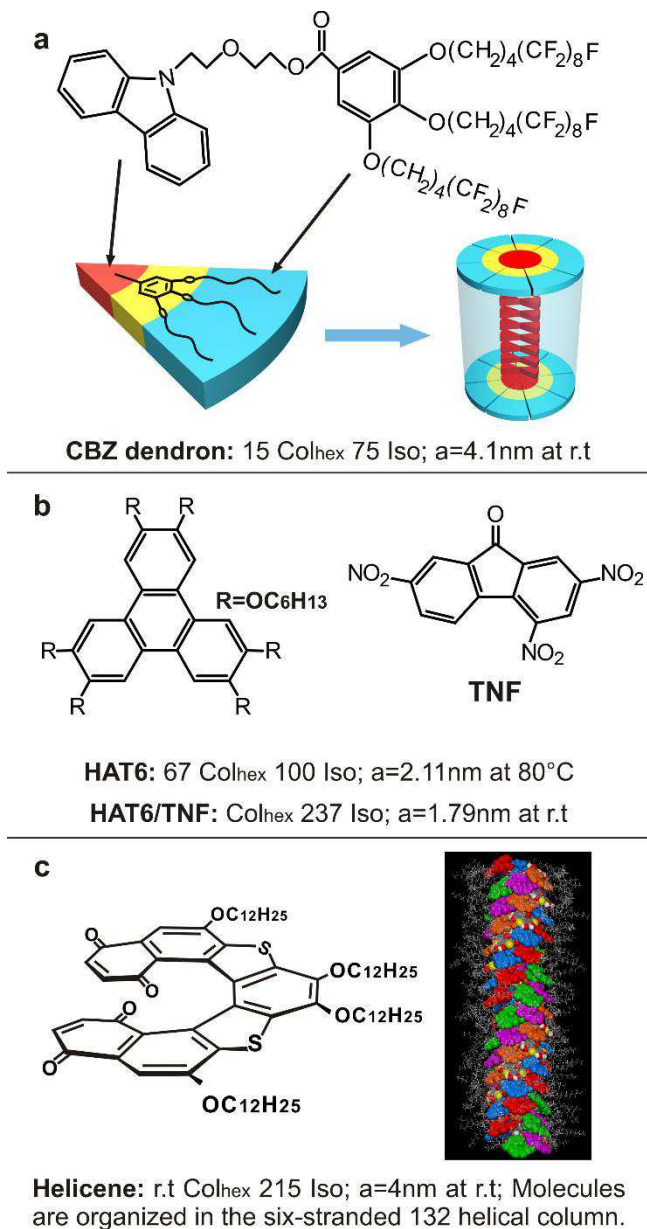 a
O
O
N
O
O(CH2)4(CF2)8F
O(CH2)4(CF2)8F
O(CH2)4(CF2)8F
CBZ dendron: 15 Colhex 75 Iso; a=4.1nm at r.t
b
R
R
R
R
R
R
R=OC6H13
O
NO2
NO2
NO2
TNF
HAT6: 67 Colhex 100 Iso; a=2.11nm at 80°C
HAT6/TNF: Colhex 237 Iso; a=1.79nm at r.t
c
OC12H25
O
S
OC12H25
O
OC12H25
O
S
O
OC12H25
Helicene: r.t Colhex 215 Iso; a=4nm at r.t; Molecules
are organized in the six-stranded 132 helical column.